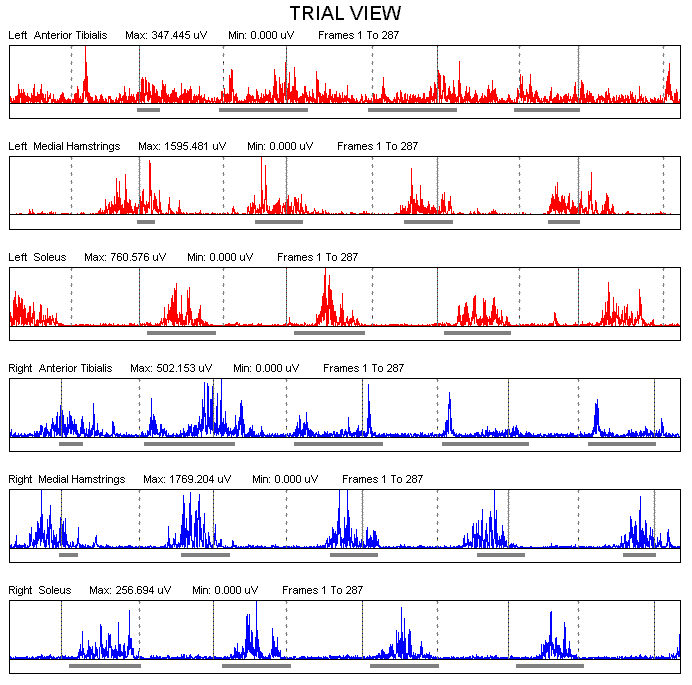 TRIAL VIEW
Left Anterior Tibialis Max: 347.445 uV Min: 0.000 uV Frames 1 To 287
Left Medial Hamstrings Max: 1595.481 uV Min: 0.000 uV Frames 1 To 287
Left Soleus Max: 760.576 uV Min: 0.000 uV Frames 1 To 287
Right Anterior Tibialis Max: 502.153 uV Min: 0.000 uV Frames 1 To 287
Right Medial Hamstrings Max: 1769.204 uV Min: 0.000 uV Frames 1 To 287
Right Soleus Max: 256.694 uV Min: 0.000 uV Frames 1 To 287